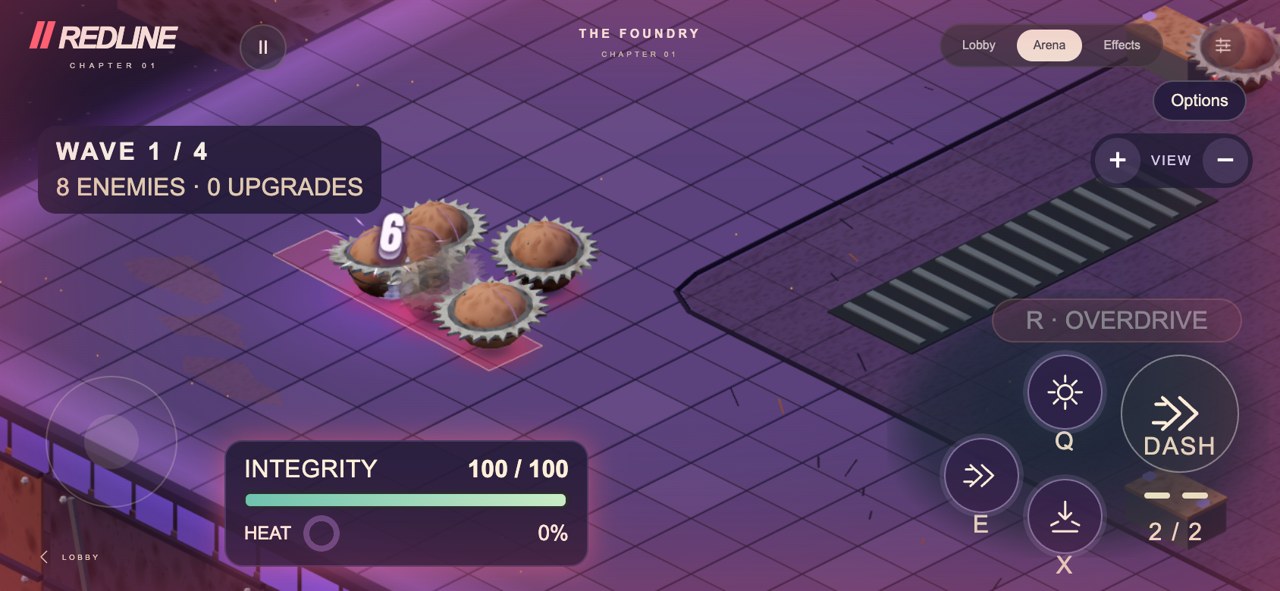 REDLINE
CHAPTER 01
THE FOUNDRY
CHAPTER 01
Lobby
Arena
Effects
Options
+ VIEW −
WAVE 1 / 4
8 ENEMIES · 0 UPGRADES
6
R · OVERDRIVE
Q
DASH
E
2 / 2
X
INTEGRITY 100 / 100
HEAT 0%
LOBBY